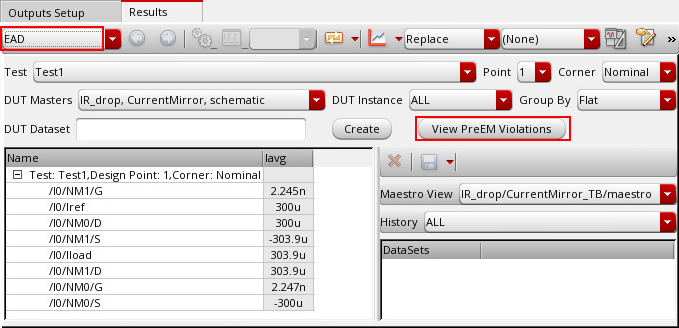 Outputs Setup Results
EAD Replace (None) »
Test Test1 Point 1 Corner Nominal
DUT Masters IR_drop, CurrentMirror, schematic DUT Instance ALL Group By Flat
DUT Dataset Create View PreEM Violations
Name Iavg
Test: Test1,Design Point: 1,Corner: Nominal
/I0/NM1/G 2.245n
/I0/Iref 300u
/I0/NM0/D 300u
/I0/NM1/S -303.9u
/I0/Iload 303.9u
/I0/NM1/D 303.9u
/I0/NM0/G 2.247n
/I0/NM0/S -300u
Maestro View IR_drop/CurrentMirror_TB/maestro
History ALL
DataSets